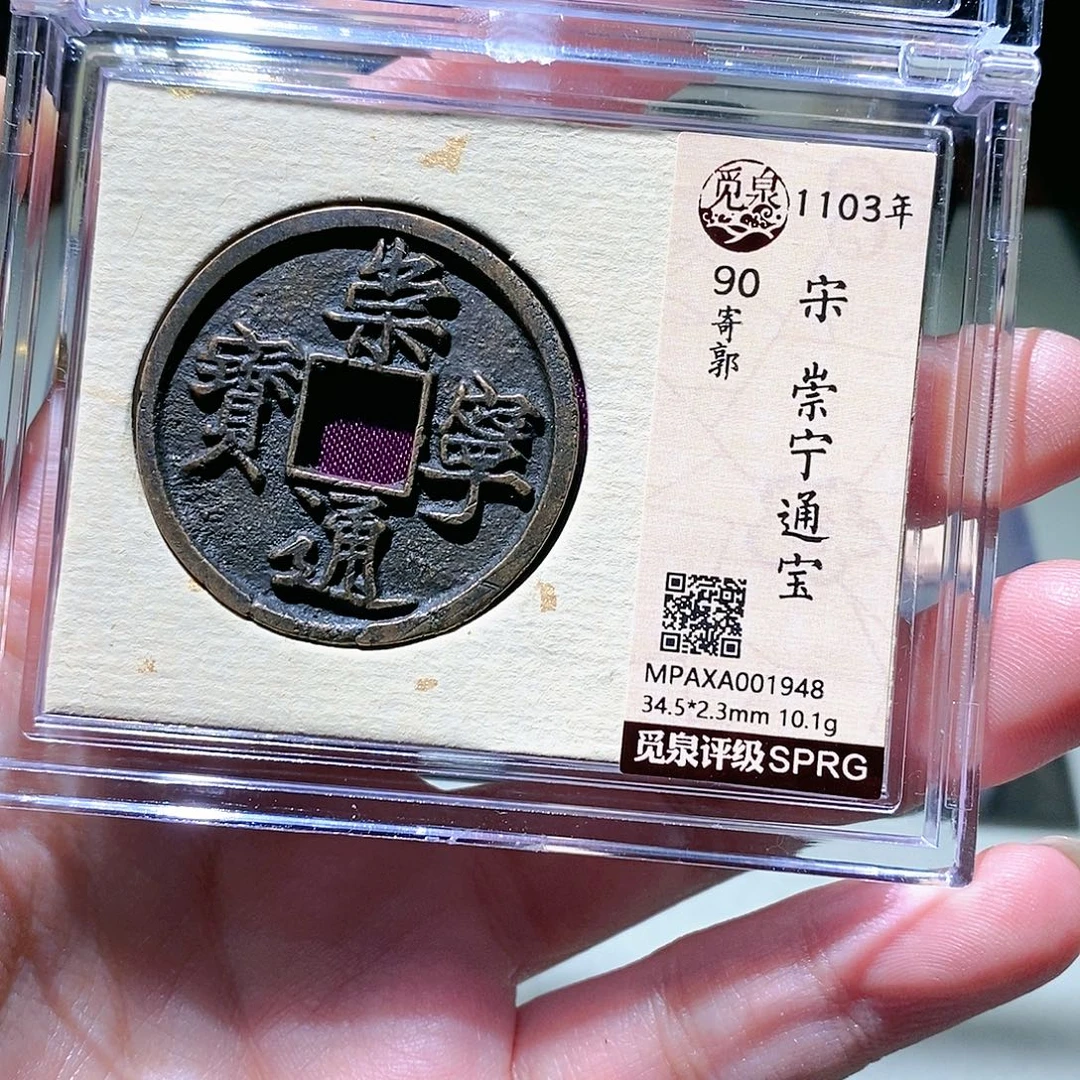 崇
寧
通
寶
觅泉
1103年
90
寄郭
宋 崇宁通宝
MPAXA001948
34.5*2.3mm 10.1g
觅泉评级SPRG